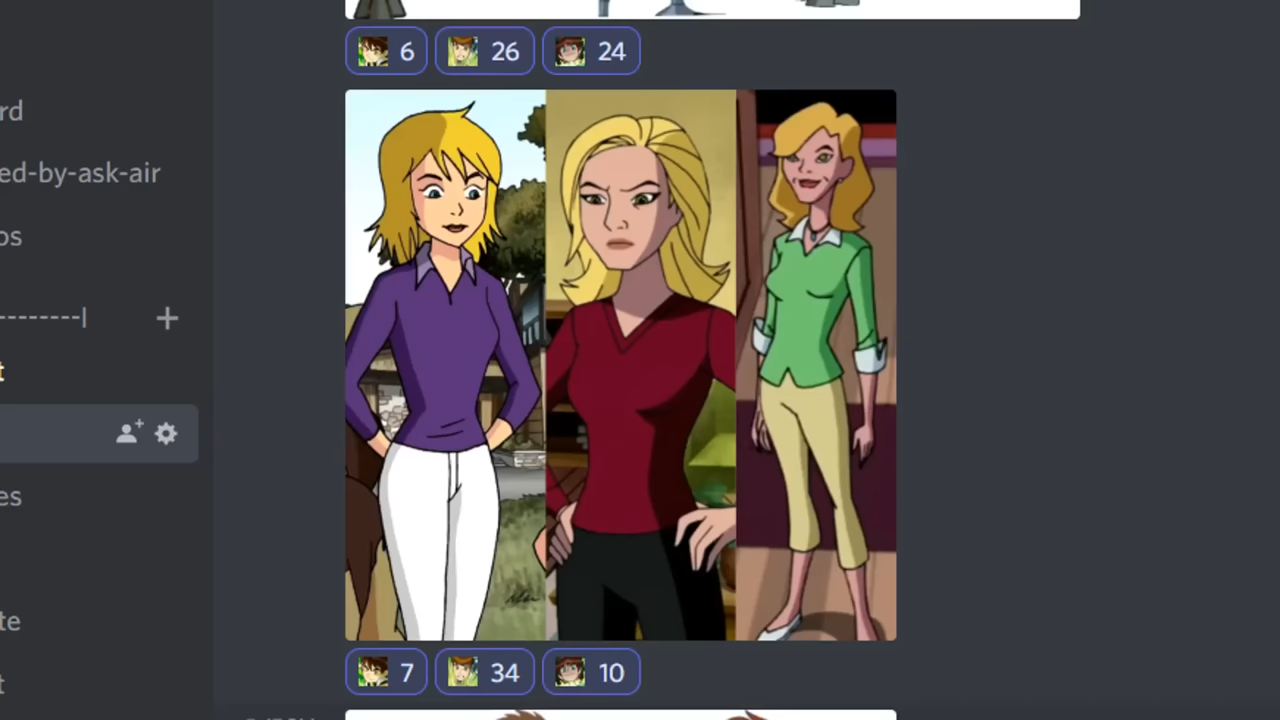 6 26 24
rd
ed-by-ask-air
os
--------|
t
es
te
7 34 10
t